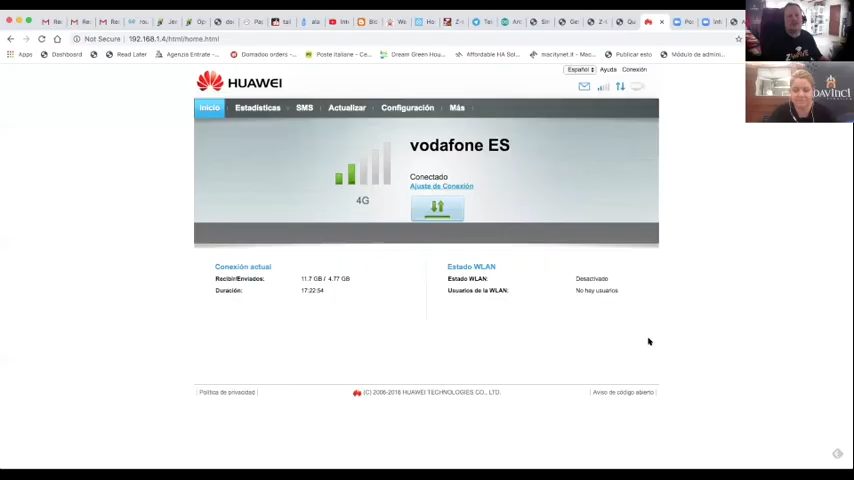 Not Secure | 192.168.1.4/html/home.html
Apps Dashboard Read Later Agenzia Entrate - Domadoo orders -... Poste Italiane - Cr... Dream Green Hou... Affordable HA Sol... macitynet.it - Mac... Publicar esto Módulo de admini...
Español Ayuda Conexión
HUAWEI
Inicio Estadísticas SMS Actualizar Configuración Más
vodafone ES
Conectado
Ajuste de Conexión
4G
Conexión actual
Recibir/Enviados: 11.7 GB / 4.77 GB
Duración: 17:22:54
Estado WLAN
Estado WLAN: Desactivado
Usuarios de la WLAN: No hay usuarios
| Política de privacidad |
(C) 2006-2016 HUAWEI TECHNOLOGIES CO., LTD.
| Aviso de código abierto |
DAVINCI